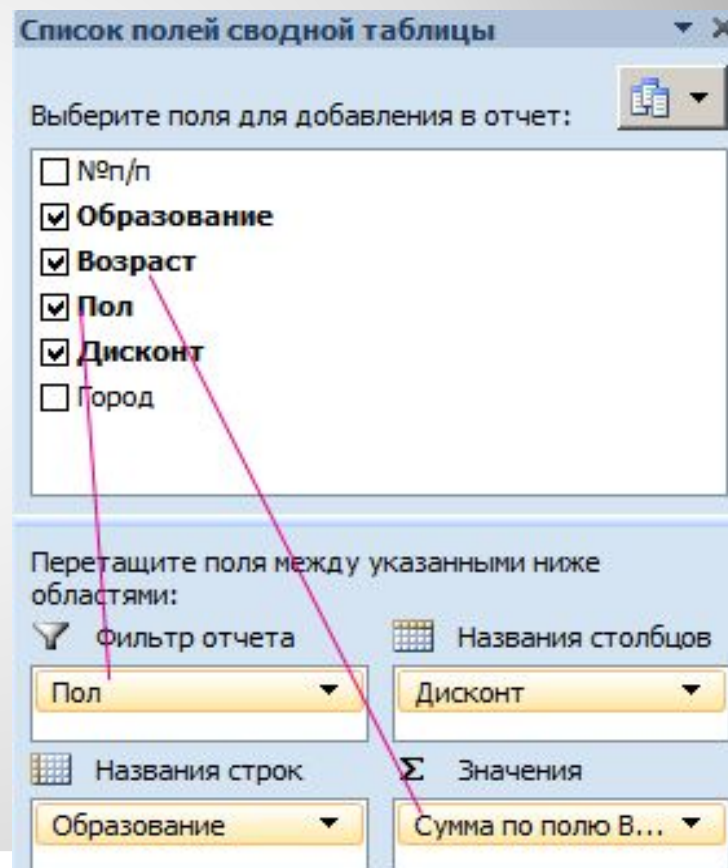 Список полей сводной таблицы
Выберите поля для добавления в отчет:
№п/п
Образование
Возраст
Пол
Дисконт
Город
Перетащите поля между указанными ниже
областями:
Фильтр отчета
Названия столбцов
Пол
Дисконт
Названия строк
Σ Значения
Образование
Сумма по полю В...